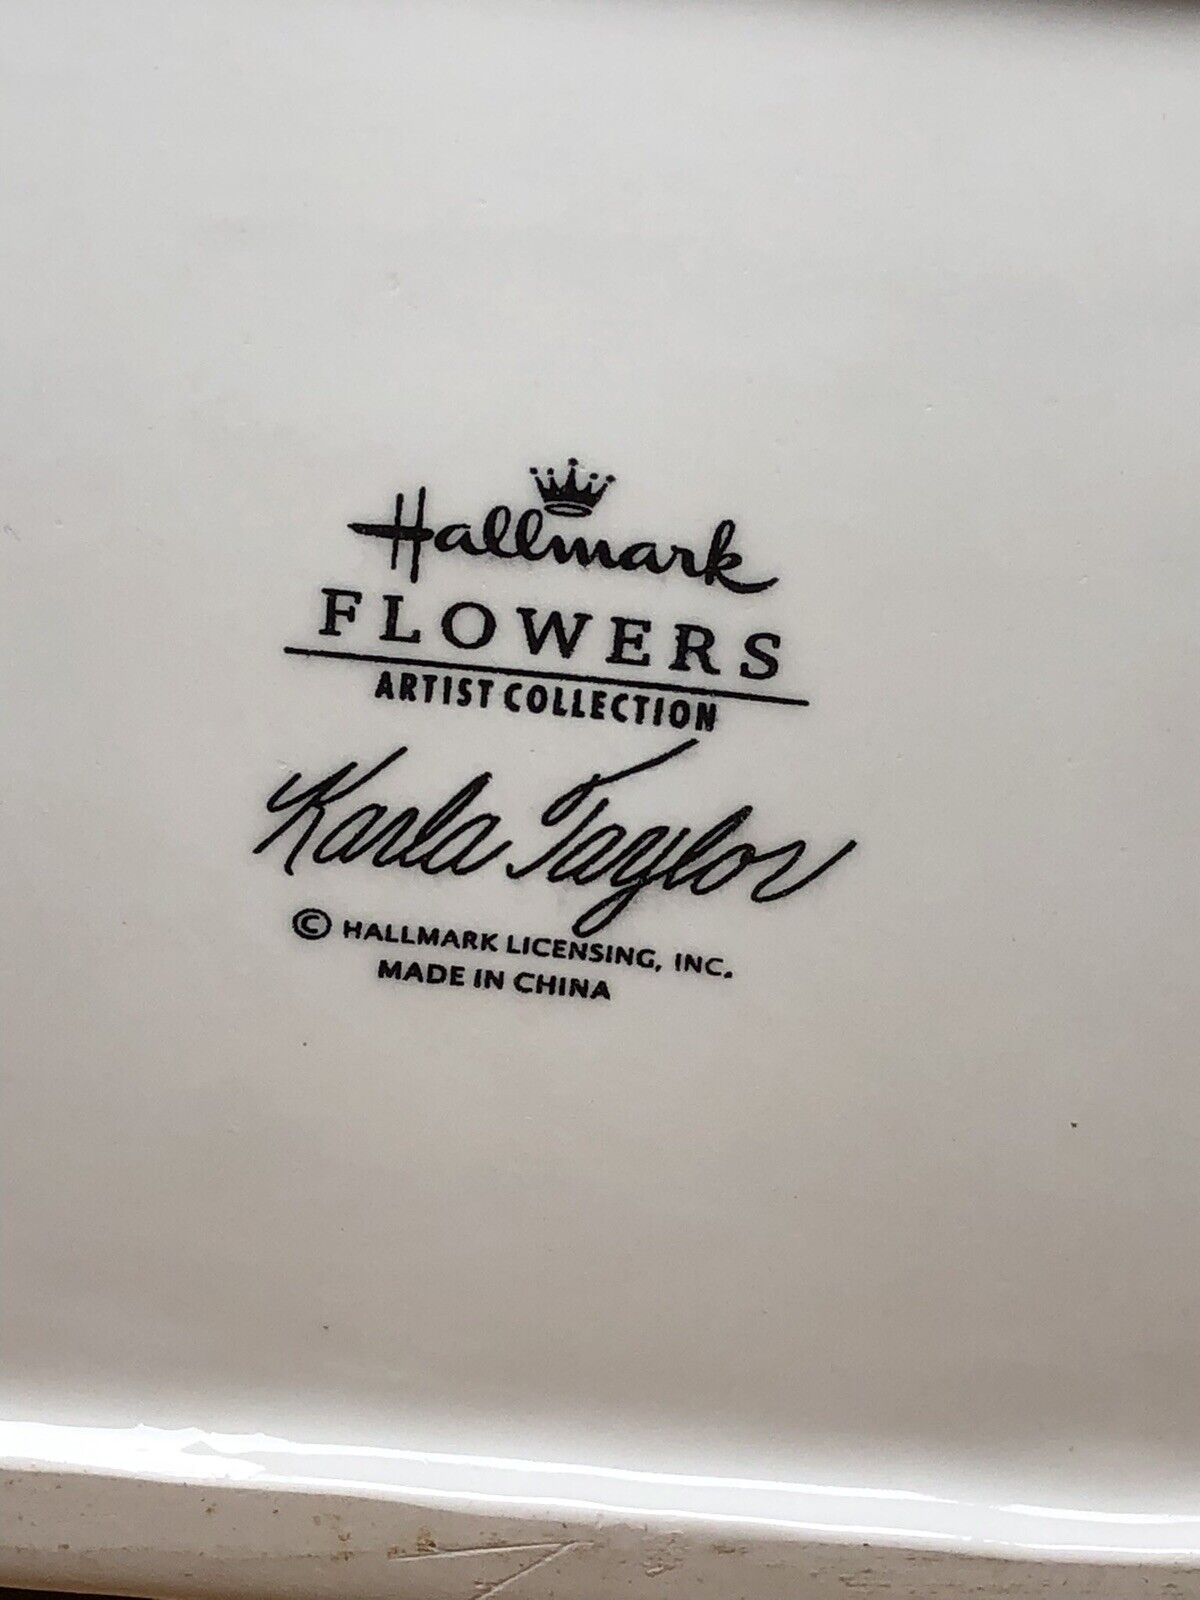 Hallmark
FLOWERS
ARTIST COLLECTION
Karla Taylor
© HALLMARK LICENSING, INC.
MADE IN CHINA